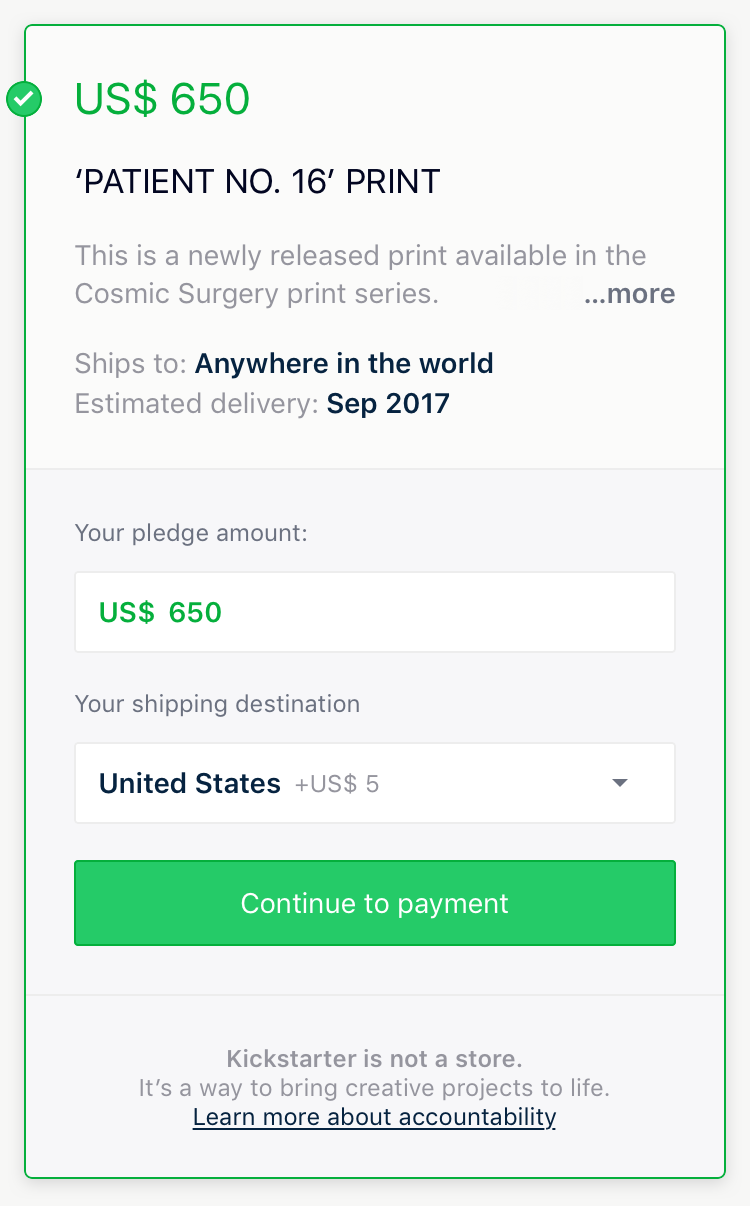 US$ 650
‘PATIENT NO. 16’ PRINT
This is a newly released print available in the
Cosmic Surgery print series. ...more
Ships to: Anywhere in the world
Estimated delivery: Sep 2017
Your pledge amount:
US$ 650
Your shipping destination
United States +US$ 5
Continue to payment
Kickstarter is not a store.
It’s a way to bring creative projects to life.
Learn more about accountability